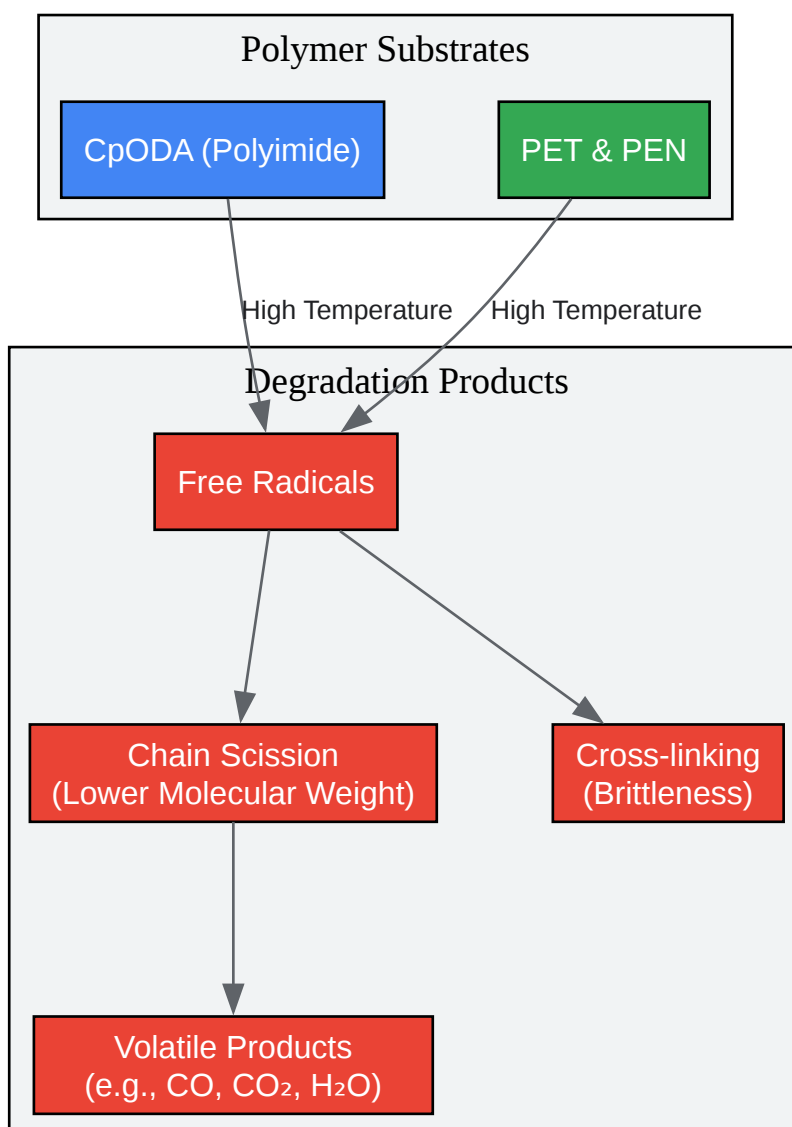 Polymer Substrates
CpODA (Polyimide)
PET & PEN
High Temperature
High Temperature
Degradation Products
Free Radicals
Chain Scission
(Lower Molecular Weight)
Cross-linking
(Brittleness)
Volatile Products
(e.g., CO, CO₂, H₂O)